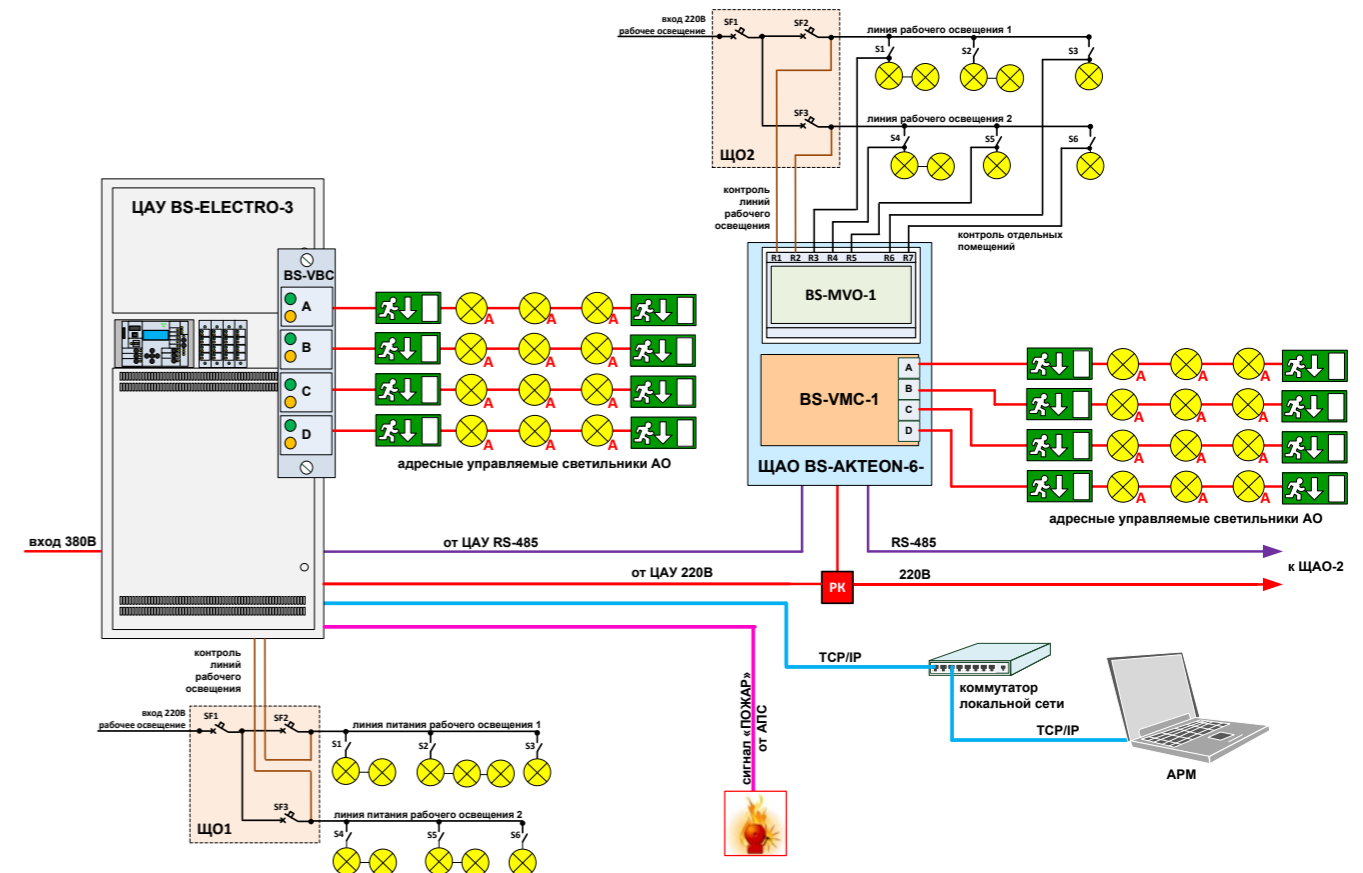 вход 220В
рабочее освещение
SF1
SF2
линия рабочего освещения 1
S1
S2
S3
SF3
линия рабочего освещения 2
S4
S5
S6
ЩО2
контроль
линий
рабочего
освещения
контроль отдельных
помещений
ЦАУ BS-ELECTRO-3
BS-VBC
A
B
C
D
А
А
А
А
А
А
А
А
А
А
А
А
адресные управляемые светильники АО
R1
R2
R3
R4
R5
R6
R7
BS-MVO-1
BS-VMC-1
A
B
C
D
ЩАО BS-AKTEON-6-
А
А
А
А
А
А
А
А
А
А
А
А
адресные управляемые светильники АО
вход 380В
от ЦАУ RS-485
RS-485
от ЦАУ 220В
РК
220В
к ЩАО-2
TCP/IP
коммутатор
локальной сети
TCP/IP
АРМ
сигнал «ПОЖАР»
от АПС
контроль
линий
рабочего
освещения
вход 220В
рабочее освещение
SF1
SF2
линия питания рабочего освещения 1
S1
S2
S3
SF3
линия питания рабочего освещения 2
S4
S5
S6
ЩО1